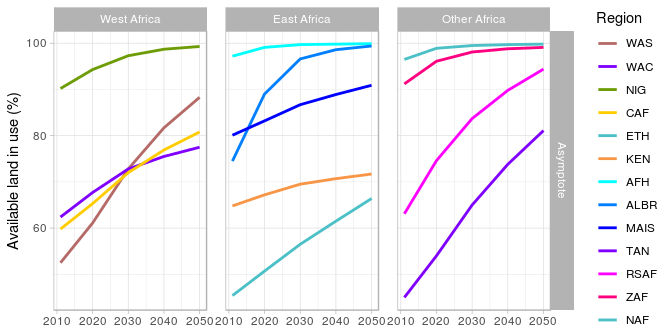 West Africa East Africa Other Africa
Region
Available land in use (%)
100
80
60
Asymptote
2010 2020 2030 2040 2050 2010 2020 2030 2040 2050 2010 2020 2030 2040 2050
WAS
WAC
NIG
CAF
ETH
KEN
AFH
ALBR
MAIS
TAN
RSAF
ZAF
NAF